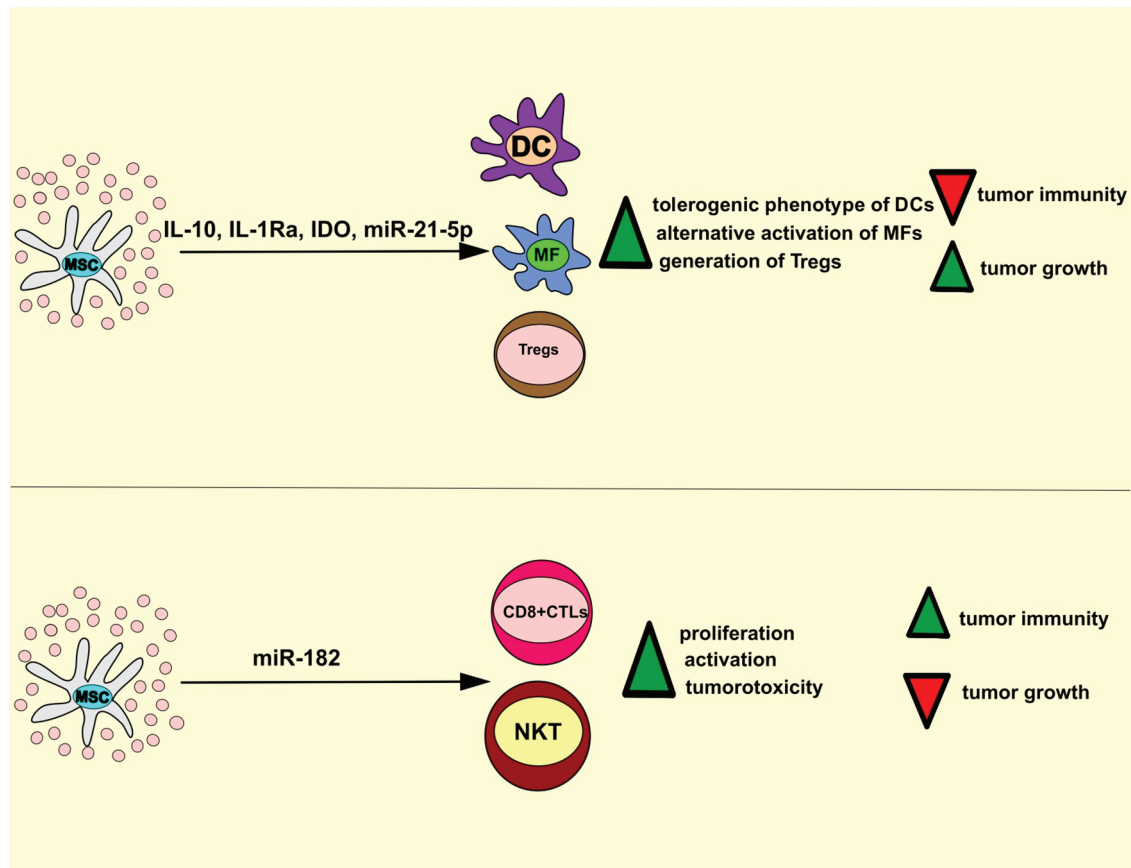 DC
MSC
IL-10, IL-1Ra, IDO, miR-21-5p
MF
Tregs
tolerogenic phenotype of DCs
alternative activation of MFs
generation of Tregs
tumor immunity
tumor growth
MSC
miR-182
CD8+CTLs
NKT
proliferation
activation
tumorotoxicity
tumor immunity
tumor growth